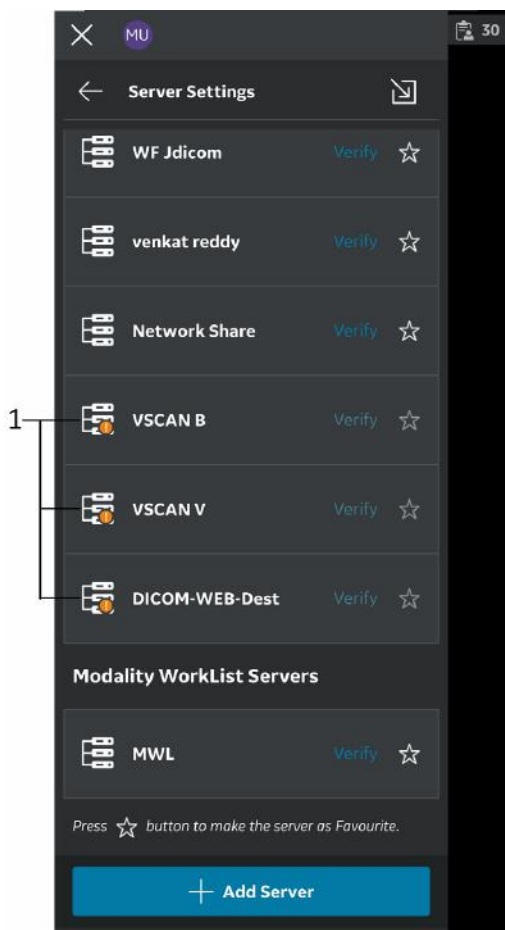 MU
30
Server Settings
WF Jdicom Verify
venkat reddy Verify
Network Share Verify
1
VSCAN B Verify
VSCAN V Verify
DICOM-WEB-Dest Verify
Modality WorkList Servers
MWL Verify
Press ☆ button to make the server as Favourite.
+ Add Server